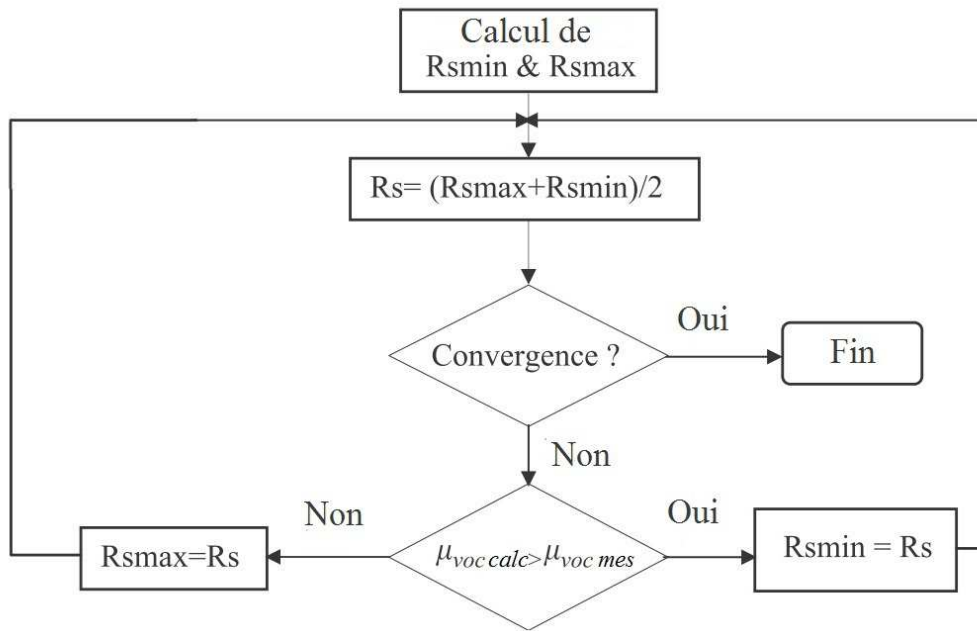 Calcul de
Rsmin & Rsmax
Rs= (Rsmax+Rsmin)/2
Oui
Convergence ?
Fin
Non
Non
Oui
Rsmax=Rs
μvoc calc>μvoc mes
Rsmin = Rs